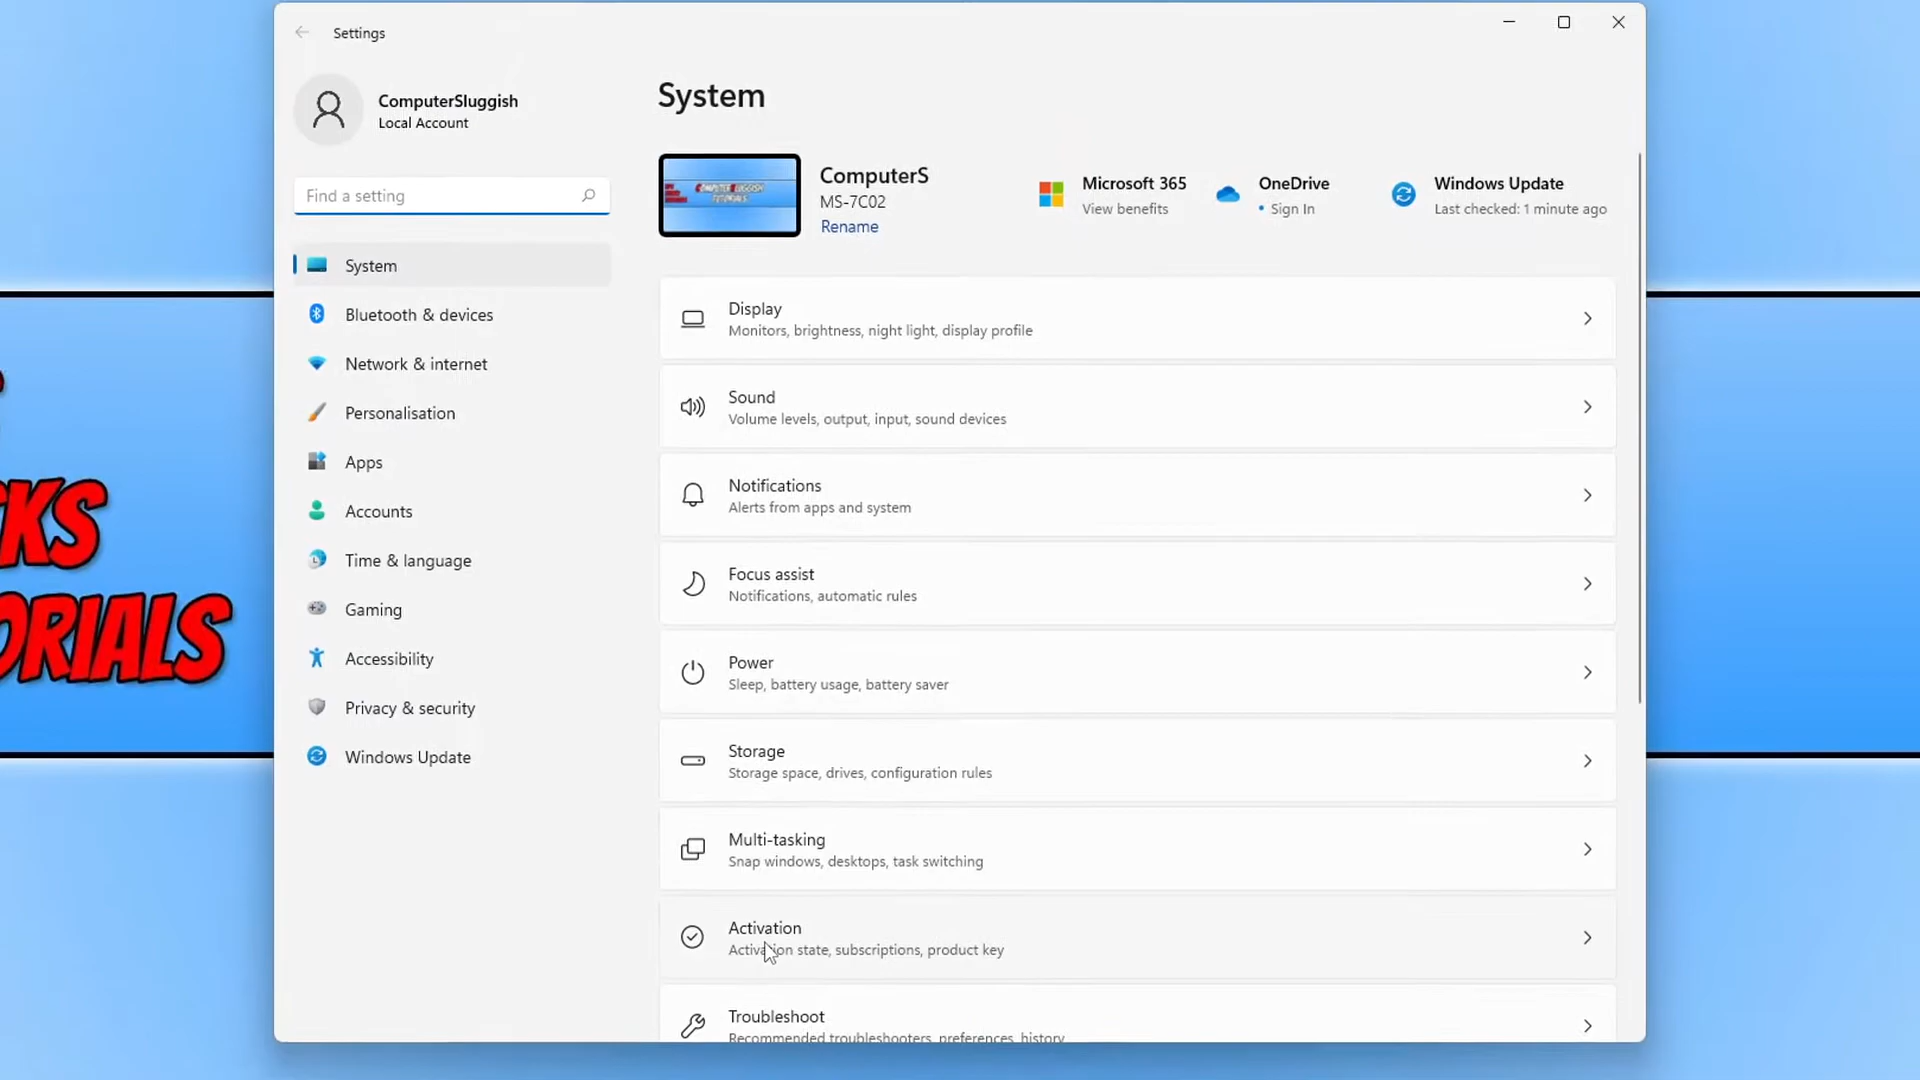 Settings
ComputerSluggish
Local Account
Find a setting
System
Bluetooth & devices
Network & internet
Personalisation
Apps
Accounts
Time & language
Gaming
Accessibility
Privacy & security
Windows Update
System
COMPUTERSLUGGISH
TUTORIALS
ComputerS
MS-7C02
Rename
Microsoft 365
View benefits
OneDrive
• Sign In
Windows Update
Last checked: 1 minute ago
Display
Monitors, brightness, night light, display profile
Sound
Volume levels, output, input, sound devices
Notifications
Alerts from apps and system
Focus assist
Notifications, automatic rules
Power
Sleep, battery usage, battery saver
Storage
Storage space, drives, configuration rules
Multi-tasking
Snap windows, desktops, task switching
Activation
Activation state, subscriptions, product key
Troubleshoot
Recommended troubleshooters, preferences, history
CKS
ORIALS